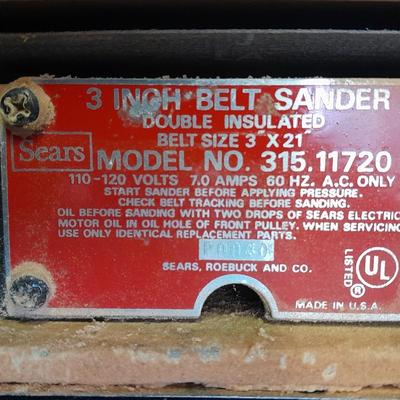 3 INCH BELT SANDER
DOUBLE INSULATED
BELT SIZE 3" X 21"
Sears
MODEL NO. 315.11720
110-120 VOLTS 7.0 AMPS 60 HZ. A.C. ONLY
START SANDER BEFORE APPLYING PRESSURE.
CHECK BELT TRACKING BEFORE SANDING.
OIL BEFORE SANDING WITH TWO DROPS OF SEARS ELECTRIC
MOTOR OIL IN OIL HOLE OF FRONT PULLEY. WHEN SERVICING
USE ONLY IDENTICAL REPLACEMENT PARTS.
SEARS, ROEBUCK AND CO.
LISTED
UL
®
MADE IN U.S.A.